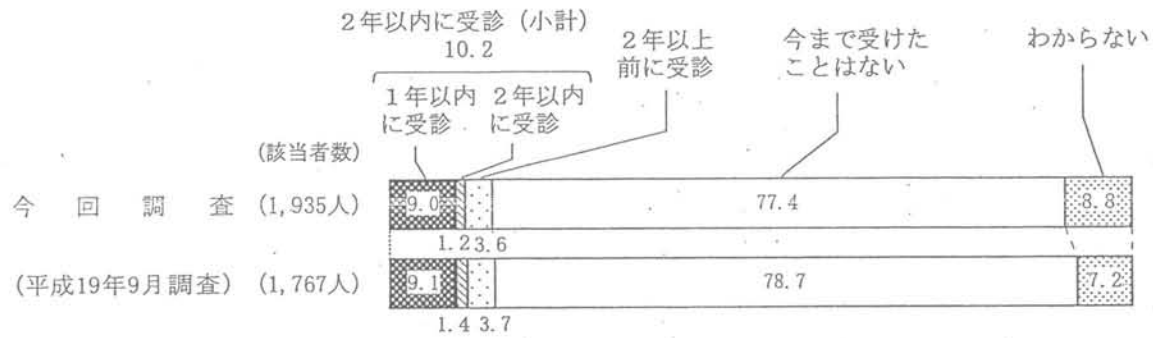 2年以内に受診（小計）
10.2
1年以内
に受診
2年以内
に受診
2年以上
前に受診
今まで受けた
ことはない
わからない
(該当者数)
今回調査 (1,935人) 9.0 77.4 8.8
1.2 3.6
(平成19年9月調査) (1,767人) 9.1 78.7 7.2
1.4 3.7